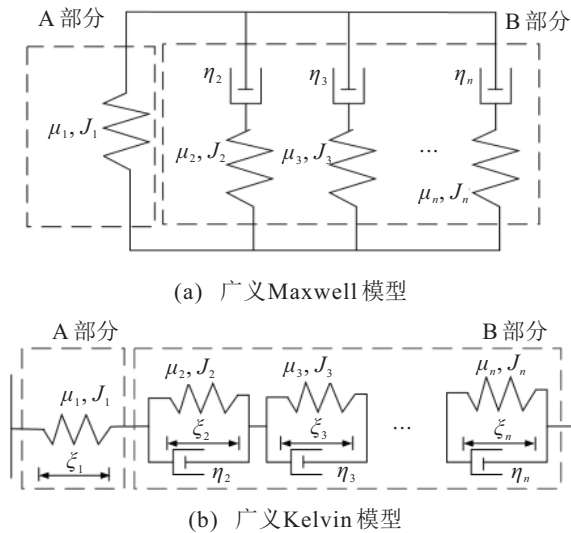 A 部分
B 部分
η₂ η₃ ηₙ
μ₁, J₁ μ₂, J₂ μ₃, J₃ ... μₙ, Jₙ
(a) 广义Maxwell 模型
A 部分
B 部分
μ₁, J₁ μ₂, J₂ μ₃, J₃ μₙ, Jₙ
...
ξ₁ ξ₂ ξ₃ ξₙ
η₂ η₃ ηₙ
(b) 广义Kelvin 模型